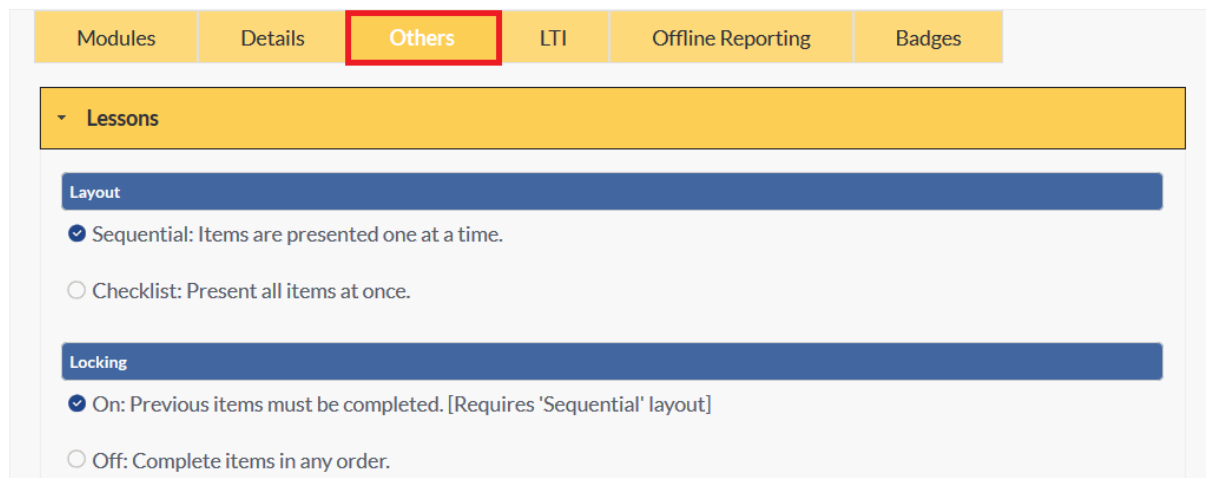 Modules Details Others LTI Offline Reporting Badges
Lessons
Layout
Sequential: Items are presented one at a time.
Checklist: Present all items at once.
Locking
On: Previous items must be completed. [Requires 'Sequential' layout]
Off: Complete items in any order.